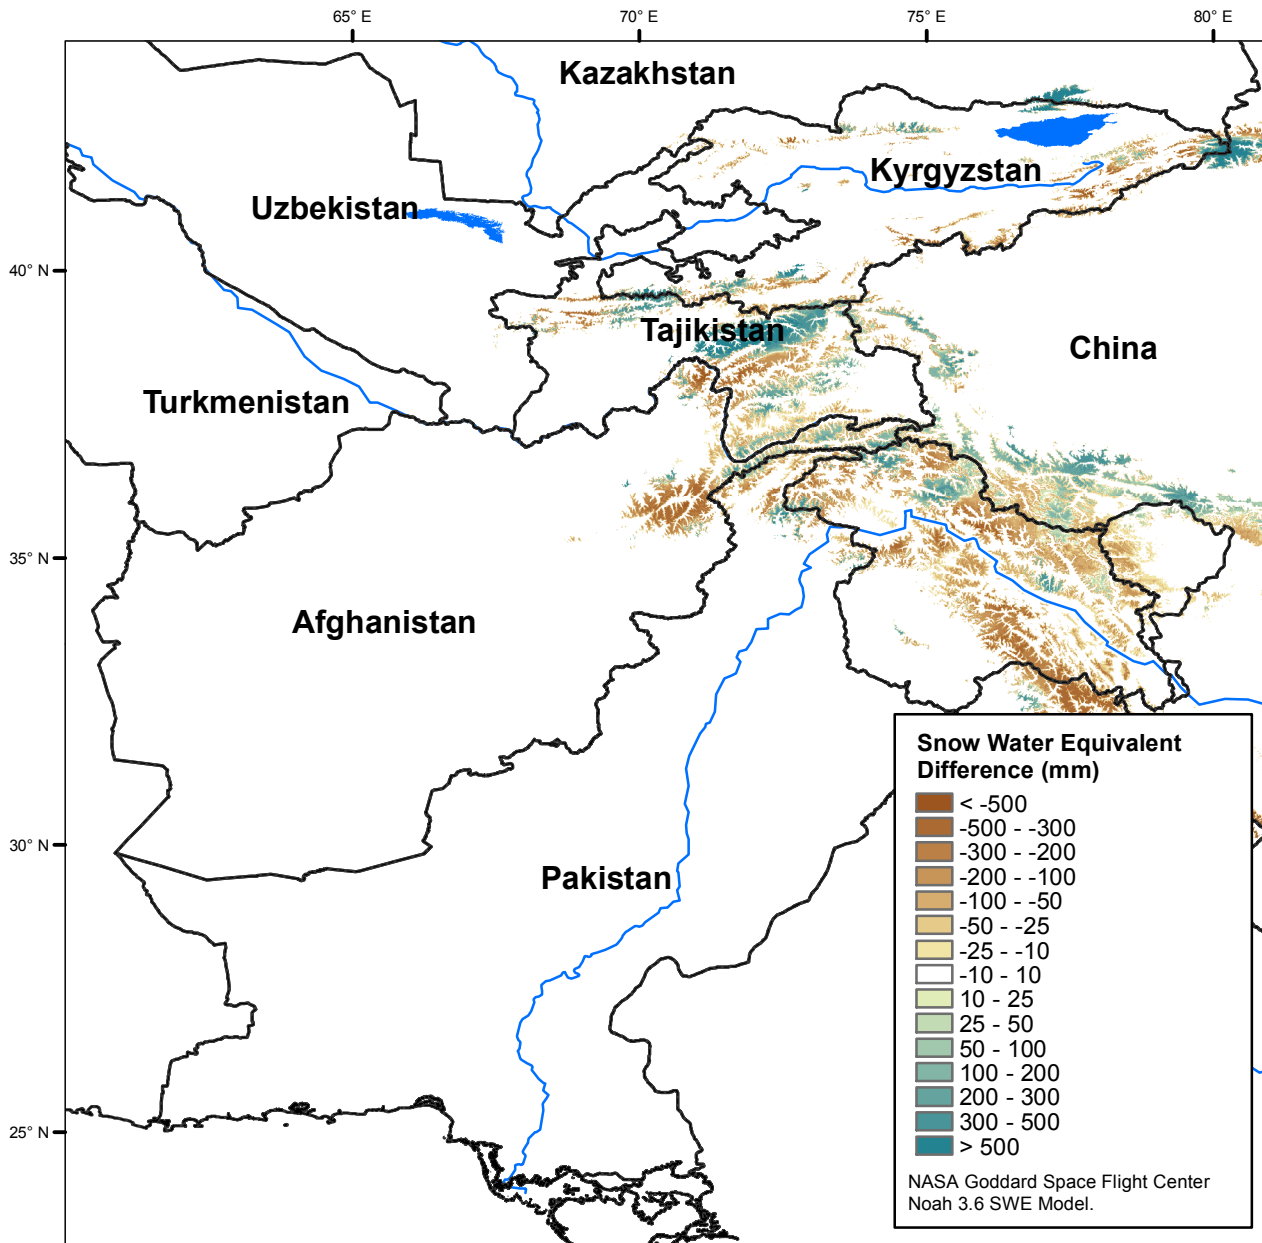 65° E
70° E
75° E
80° E
Kazakhstan
Kyrgyzstan
Uzbekistan
40° N
Tajikistan
China
Turkmenistan
35° N
Afghanistan
30° N
Pakistan
25° N
Snow Water Equivalent
Difference (mm)
< -500
-500 - -300
-300 - -200
-200 - -100
-100 - -50
-50 - -25
-25 - -10
-10 - 10
10 - 25
25 - 50
50 - 100
100 - 200
200 - 300
300 - 500
> 500
NASA Goddard Space Flight Center
Noah 3.6 SWE Model.